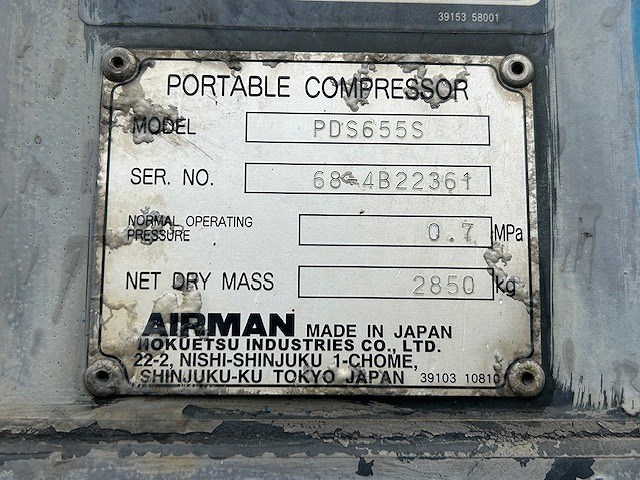 39153 58001
PORTABLE COMPRESSOR
MODEL PDS655S
SER. NO. 68-4B22361
NORMAL OPERATING
PRESSURE 0.7 MPa
NET DRY MASS 2850 kg
AIRMAN MADE IN JAPAN
HOKUETSU INDUSTRIES CO., LTD.
22-2, NISHI-SHINJUKU 1-CHOME,
SHINJUKU-KU TOKYO JAPAN 39103 10810